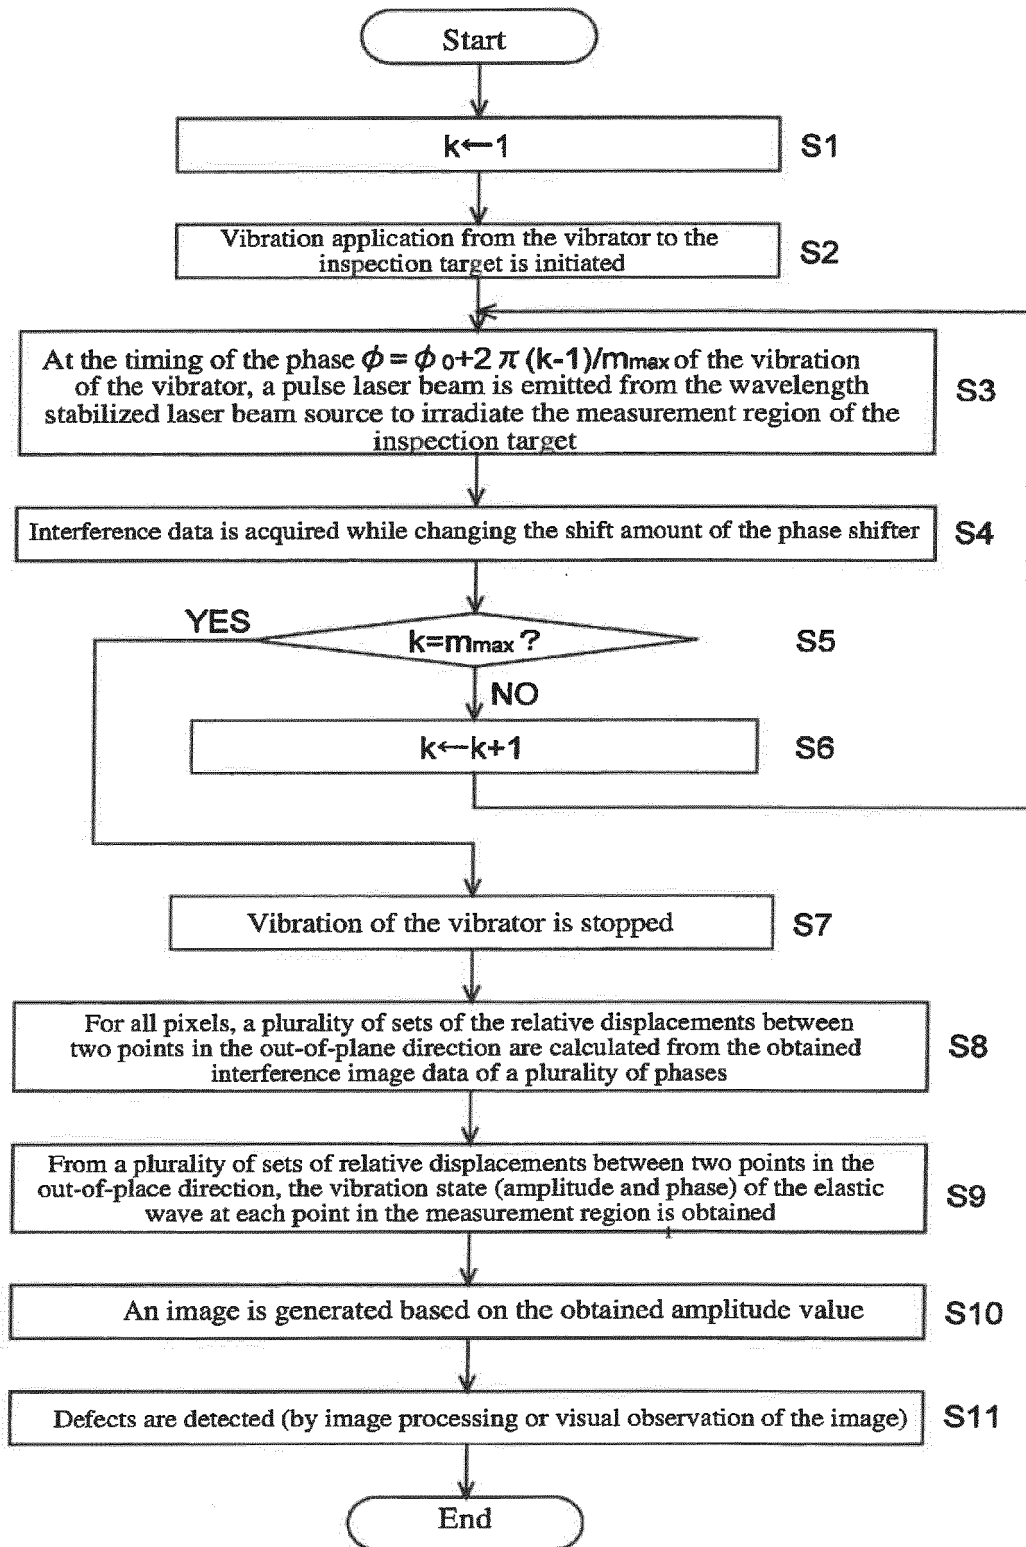 Start
k←1
S1
Vibration application from the vibrator to the
inspection target is initiated
S2
At the timing of the phase ϕ = ϕ0+2 π (k-1)/mmax of the vibration
of the vibrator, a pulse laser beam is emitted from the wavelength
stabilized laser beam source to irradiate the measurement region of the
inspection target
S3
Interference data is acquired while changing the shift amount of the phase shifter
S4
YES
k=mmax ?
S5
NO
k←k+1
S6
Vibration of the vibrator is stopped
S7
For all pixels, a plurality of sets of the relative displacements between
two points in the out-of-plane direction are calculated from the obtained
interference image data of a plurality of phases
S8
From a plurality of sets of relative displacements between two points in the
out-of-place direction, the vibration state (amplitude and phase) of the elastic
wave at each point in the measurement region is obtained
S9
An image is generated based on the obtained amplitude value
S10
Defects are detected (by image processing or visual observation of the image)
S11
End